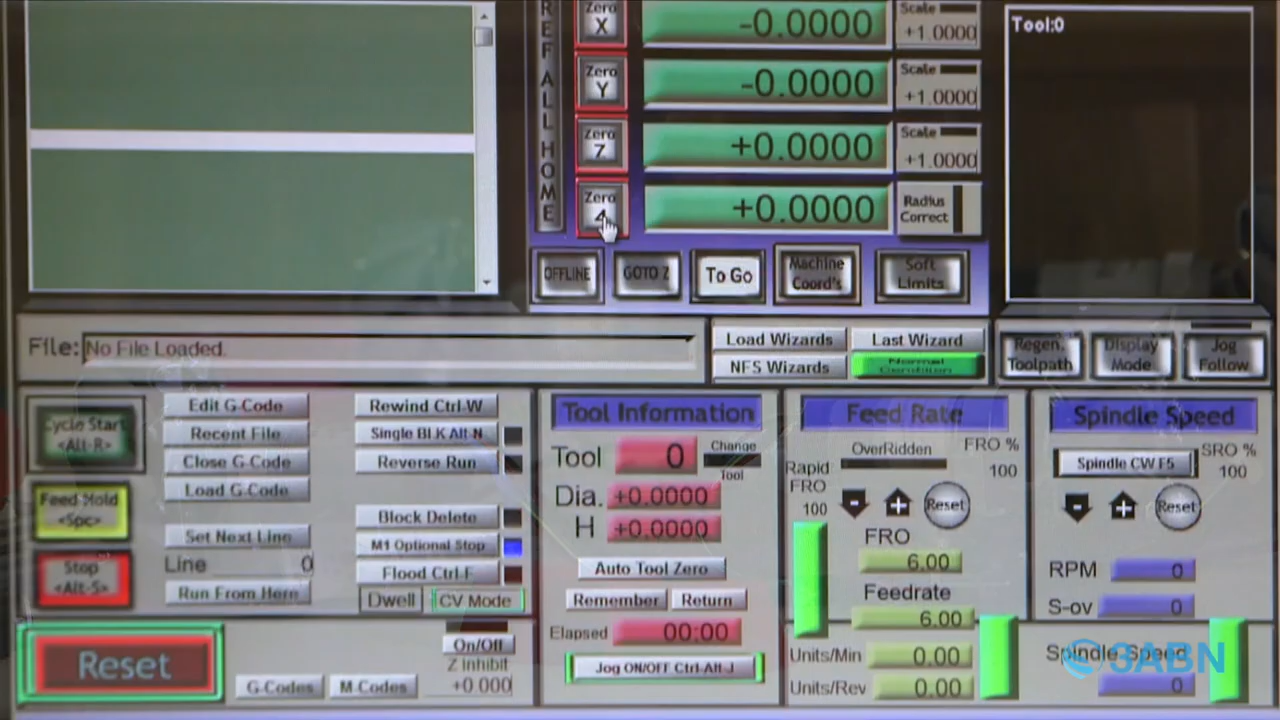 REF ALL HOME
Zero X
-0.0000
Scale
+1.0000
Tool:0
Zero Y
-0.0000
Scale
+1.0000
Zero Z
+0.0000
Scale
+1.0000
Zero 4
+0.0000
Radius Correct
OFFLINE
GOTO Z
To Go
Machine Coord's
Soft Limits
File:
No File Loaded.
Load Wizards
Last Wizard
NFS Wizards
Normal Condition
Regen. Toolpath
Display Mode
Jog Follow
Cycle Start
<Alt-R>
Feed Hold
<Spc>
Stop
<Alt-S>
Reset
Edit G-Code
Recent File
Close G-Code
Load G-Code
Set Next Line
Line 0
Run From Here
Rewind Ctrl-W
Single BLK Alt-N
Reverse Run
Block Delete
M1 Optional Stop
Flood Ctrl-F
Dwell
CV Mode
G-Codes
M-Codes
On/Off
Z Inhibit
+0.000
Tool Information
Tool 0
Change
Tool
Dia. +0.0000
H +0.0000
Auto Tool Zero
Remember
Return
Elapsed 00:00
Jog ON/OFF Ctrl-Alt-J
Feed Rate
OverRidden
FRO %
100
Rapid
FRO
100
Reset
FRO
6.00
Feedrate
6.00
Units/Min 0.00
Units/Rev 0.00
Spindle Speed
Spindle CW F5
SRO %
100
Reset
RPM 0
S-ov 0
Spindle Speed
0
3ABN